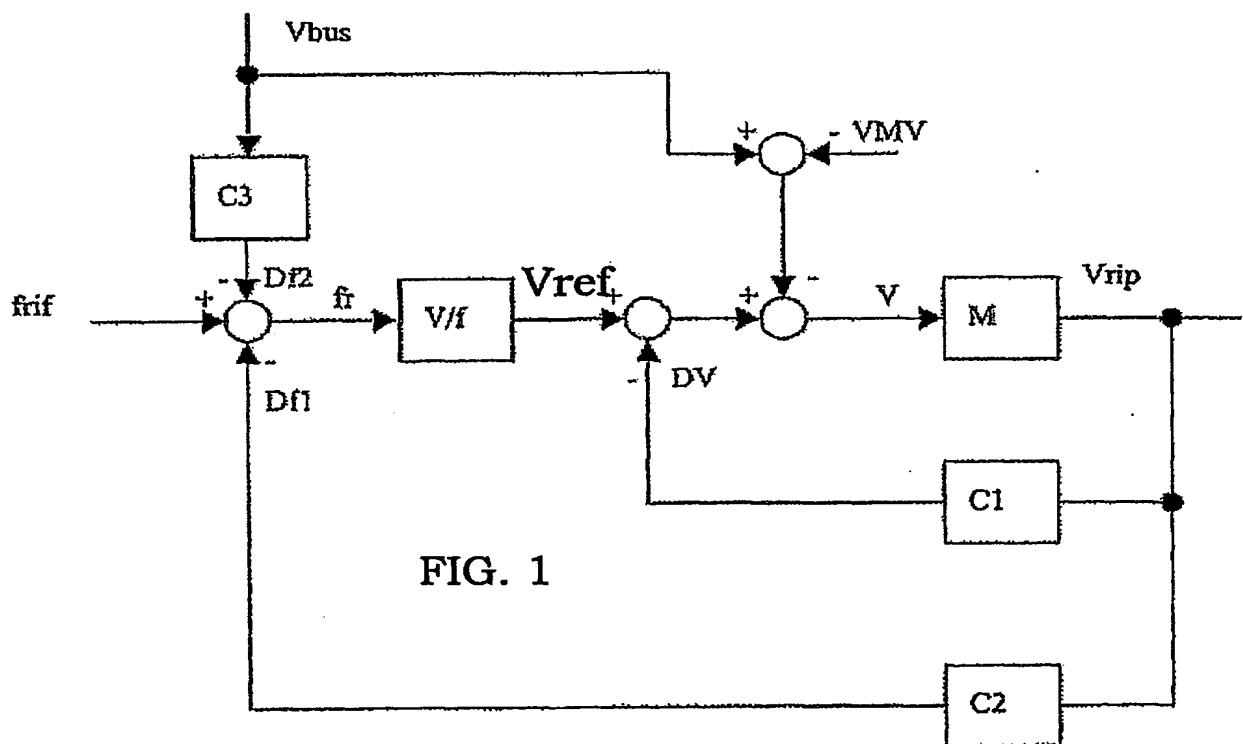 Vbus
+
- VMV
C3
- Df2
frif
+
fr
V/f
Vref
+
+
-
V
M
Vrip
-
Df1
-
DV
C1
FIG. 1
C2